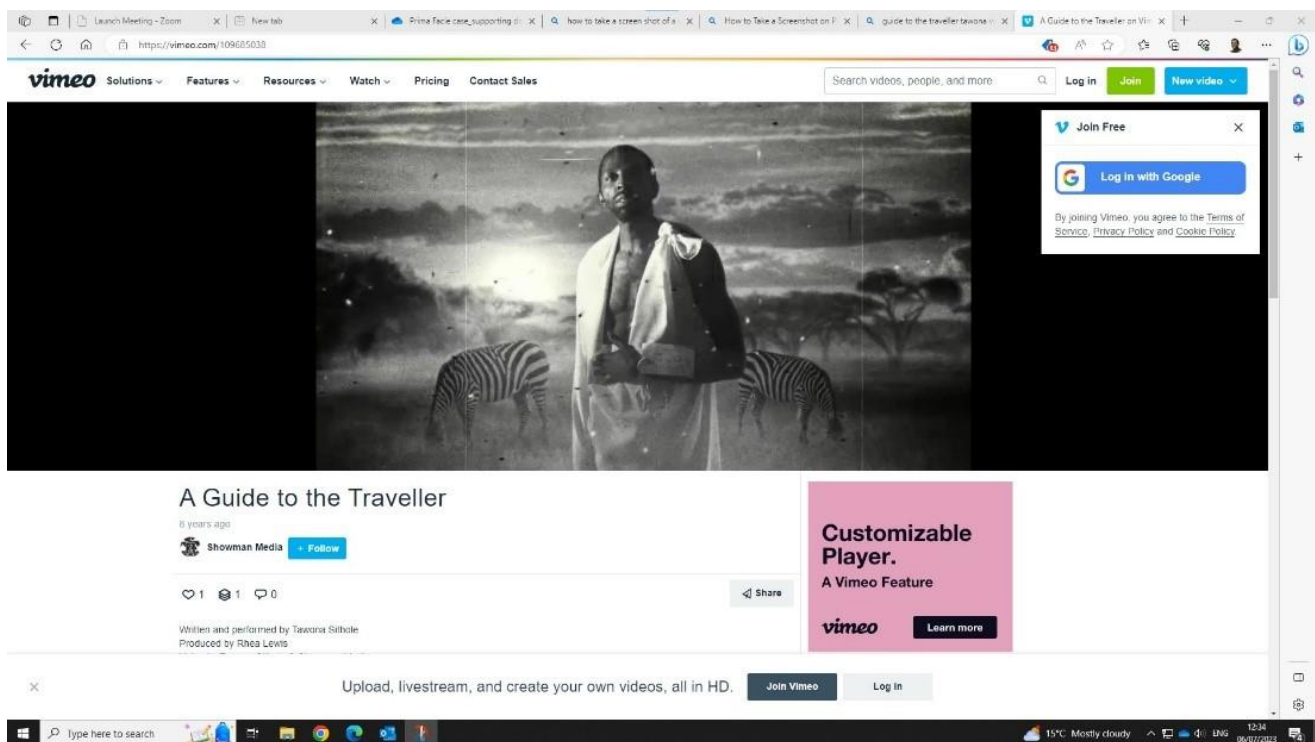 Launch Meeting - Zoom
New tab
Prima Facie case_supporting d
how to take a screen shot of a
How to Take a Screenshot on
guide to the traveller tawona
A Guide to the Traveller on Vim
https://vimeo.com/109685038
vimeo Solutions Features Resources Watch Pricing Contact Sales
Search videos, people, and more
Log in Join New video
Join Free
Log in with Google
By joining Vimeo, you agree to the Terms of
Service, Privacy Policy and Cookie Policy.
A Guide to the Traveller
Showman Media + Follow
1 1 0
Share
Written and performed by Tawona Sithole
Produced by Rhea Lewis
Customizable
Player.
A Vimeo Feature
vimeo Learn more
Upload, livestream, and create your own videos, all in HD. Join Vimeo Log in
Type here to search
15°C Mostly cloudy ENG
12:34
06/07/2023